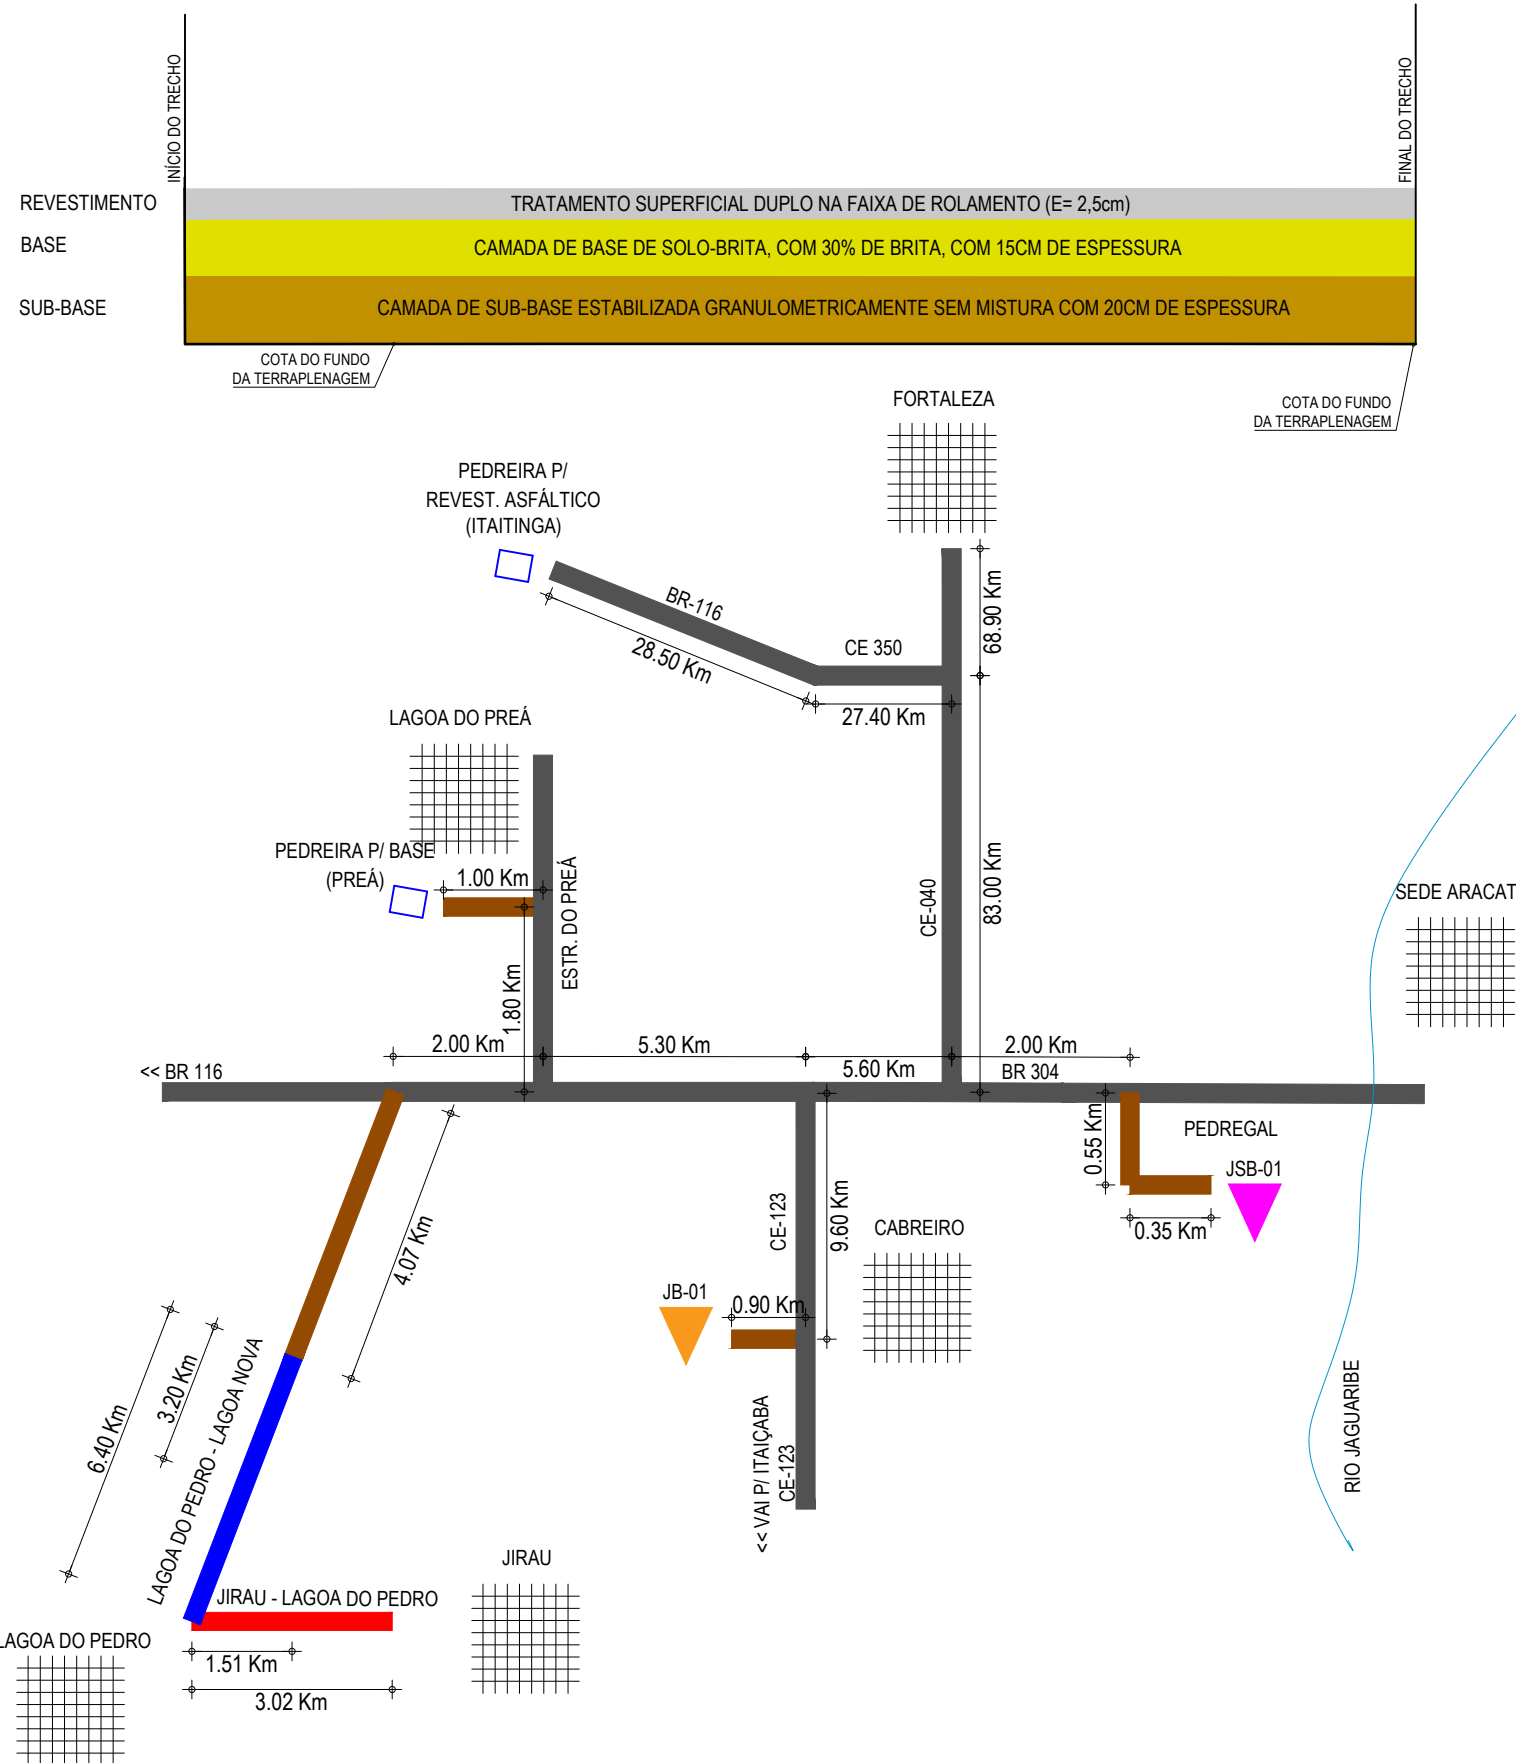 INÍCIO DO TRECHO
FINAL DO TRECHO
REVESTIMENTO
TRATAMENTO SUPERFICIAL DUPLO NA FAIXA DE ROLAMENTO (E= 2,5cm)
BASE
CAMADA DE BASE DE SOLO-BRITA, COM 30% DE BRITA, COM 15CM DE ESPESSURA
SUB-BASE
CAMADA DE SUB-BASE ESTABILIZADA GRANULOMETRICAMENTE SEM MISTURA COM 20CM DE ESPESSURA
COTA DO FUNDO
DA TERRAPLENAGEM
COTA DO FUNDO
DA TERRAPLENAGEM
FORTALEZA
PEDREIRA P/
REVEST. ASFÁLTICO
(ITAITINGA)
BR-116
28.50 Km
CE 350
27.40 Km
68.90 Km
LAGOA DO PREÁ
PEDREIRA P/ BASE
(PREÁ)
1.00 Km
ESTR. DO PREÁ
1.80 Km
CE-040
83.00 Km
SEDE ARACAT
2.00 Km
5.30 Km
5.60 Km
2.00 Km
<< BR 116
BR 304
0.55 Km
PEDREGAL
JSB-01
0.35 Km
4.07 Km
CE-123
9.60 Km
CABREIRO
JB-01
0.90 Km
6.40 Km
3.20 Km
LAGOA DO PEDRO - LAGOA NOVA
<< VAI P/ ITAIÇABA
CE-123
RIO JAGUARIBE
JIRAU
JIRAU - LAGOA DO PEDRO
LAGOA DO PEDRO
1.51 Km
3.02 Km